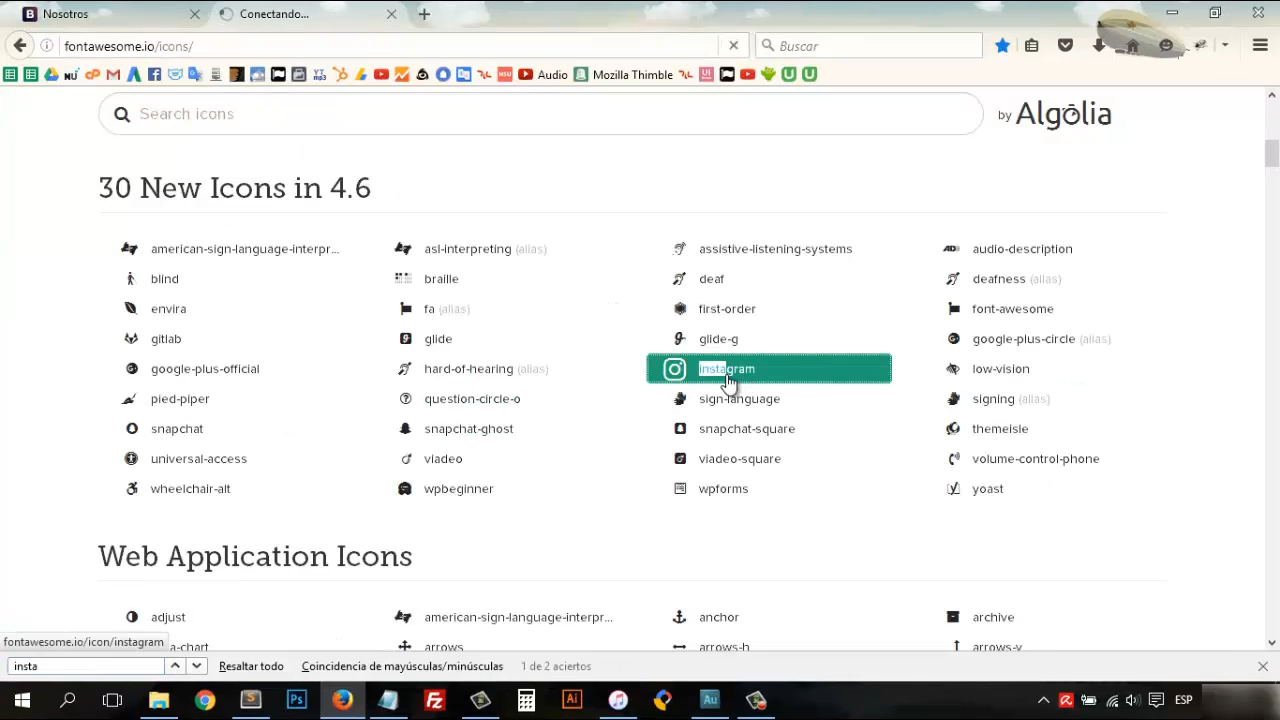 Nosotros
Conectando...
fontawesome.io/icons/
Buscar
Audio
Mozilla Thimble
Search icons
by Algolia
30 New Icons in 4.6
american-sign-language-interpr...
asl-interpreting (alias)
assistive-listening-systems
audio-description
blind
braille
deaf
deafness (alias)
envira
fa (alias)
first-order
font-awesome
gitlab
glide
glide-g
google-plus-circle (alias)
google-plus-official
hard-of-hearing (alias)
instagram
low-vision
pied-piper
question-circle-o
sign-language
signing (alias)
snapchat
snapchat-ghost
snapchat-square
themeisle
universal-access
viadeo
viadeo-square
volume-control-phone
wheelchair-alt
wpbeginner
wpforms
yoast
Web Application Icons
adjust
american-sign-language-interpr...
anchor
archive
arrows
arrows-h
arrows-v
fontawesome.io/icon/instagram
insta
Resaltar todo
Coincidencia de mayúsculas/minúsculas
1 de 2 aciertos
ESP